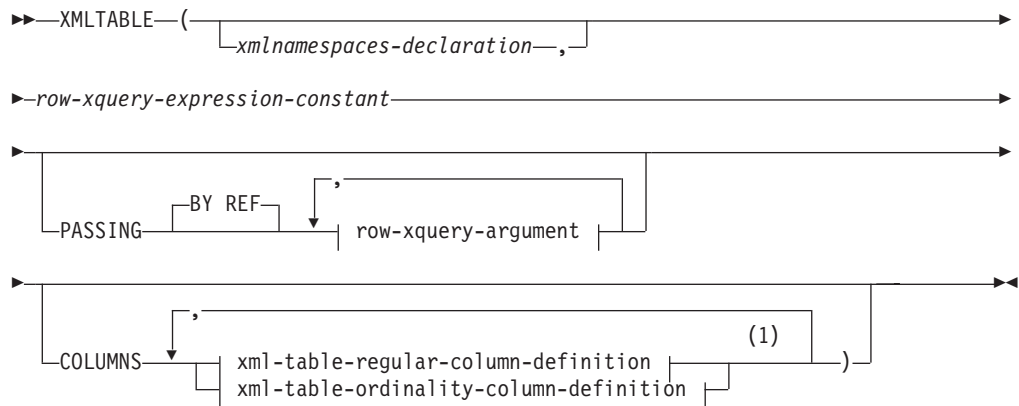 XMLTABLE (
xmlnamespaces-declaration ,
row-xquery-expression-constant
,
BY REF
PASSING row-xquery-argument
,
(1)
COLUMNS xml-table-regular-column-definition )
xml-table-ordinality-column-definition